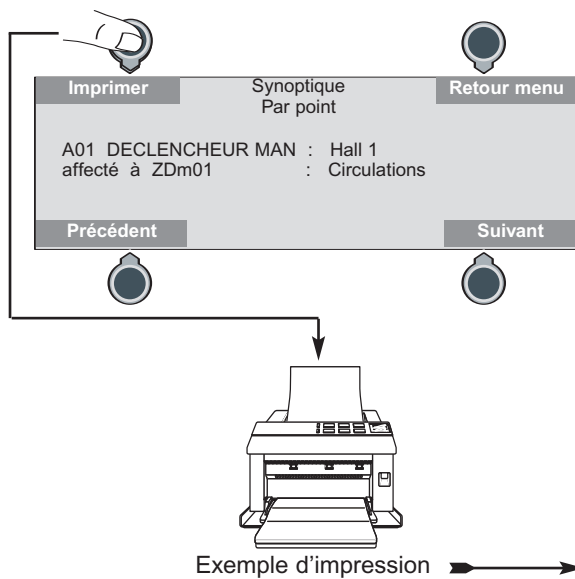 Imprimer
Synoptique
Par point
Retour menu
A01 DECLENCHEUR MAN : Hall 1
affecté à ZDm01 : Circulations
Précédent
Suivant
Exemple d'impression